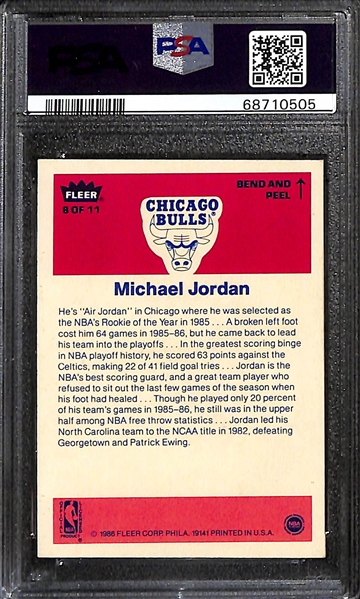 PSA
PSA
68710505
FLEER
8 OF 11
CHICAGO
BULLS
BEND AND
PEEL
Michael Jordan
He's "Air Jordan" in Chicago where he was selected as
the NBA's Rookie of the Year in 1985 . . . A broken left foot
cost him 64 games in 1985–86, but he came back to lead
his team into the playoffs . . . In the greatest scoring binge
in NBA playoff history, he scored 63 points against the
Celtics, making 22 of 41 field goal tries . . . Jordan is the
NBA's best scoring guard, and a great team player who
refused to sit out the last few games of the season when
his foot had healed . . . Though he played only 20 percent
of his team's games in 1985–86, he still was in the upper
half among NBA free throw statistics . . . Jordan led his
North Carolina team to the NCAA title in 1982, defeating
Georgetown and Patrick Ewing.
OFFICIAL
LICENSED
NBA
PRODUCT
© 1986 FLEER CORP. PHILA. 19141 PRINTED IN U.S.A.
NBA